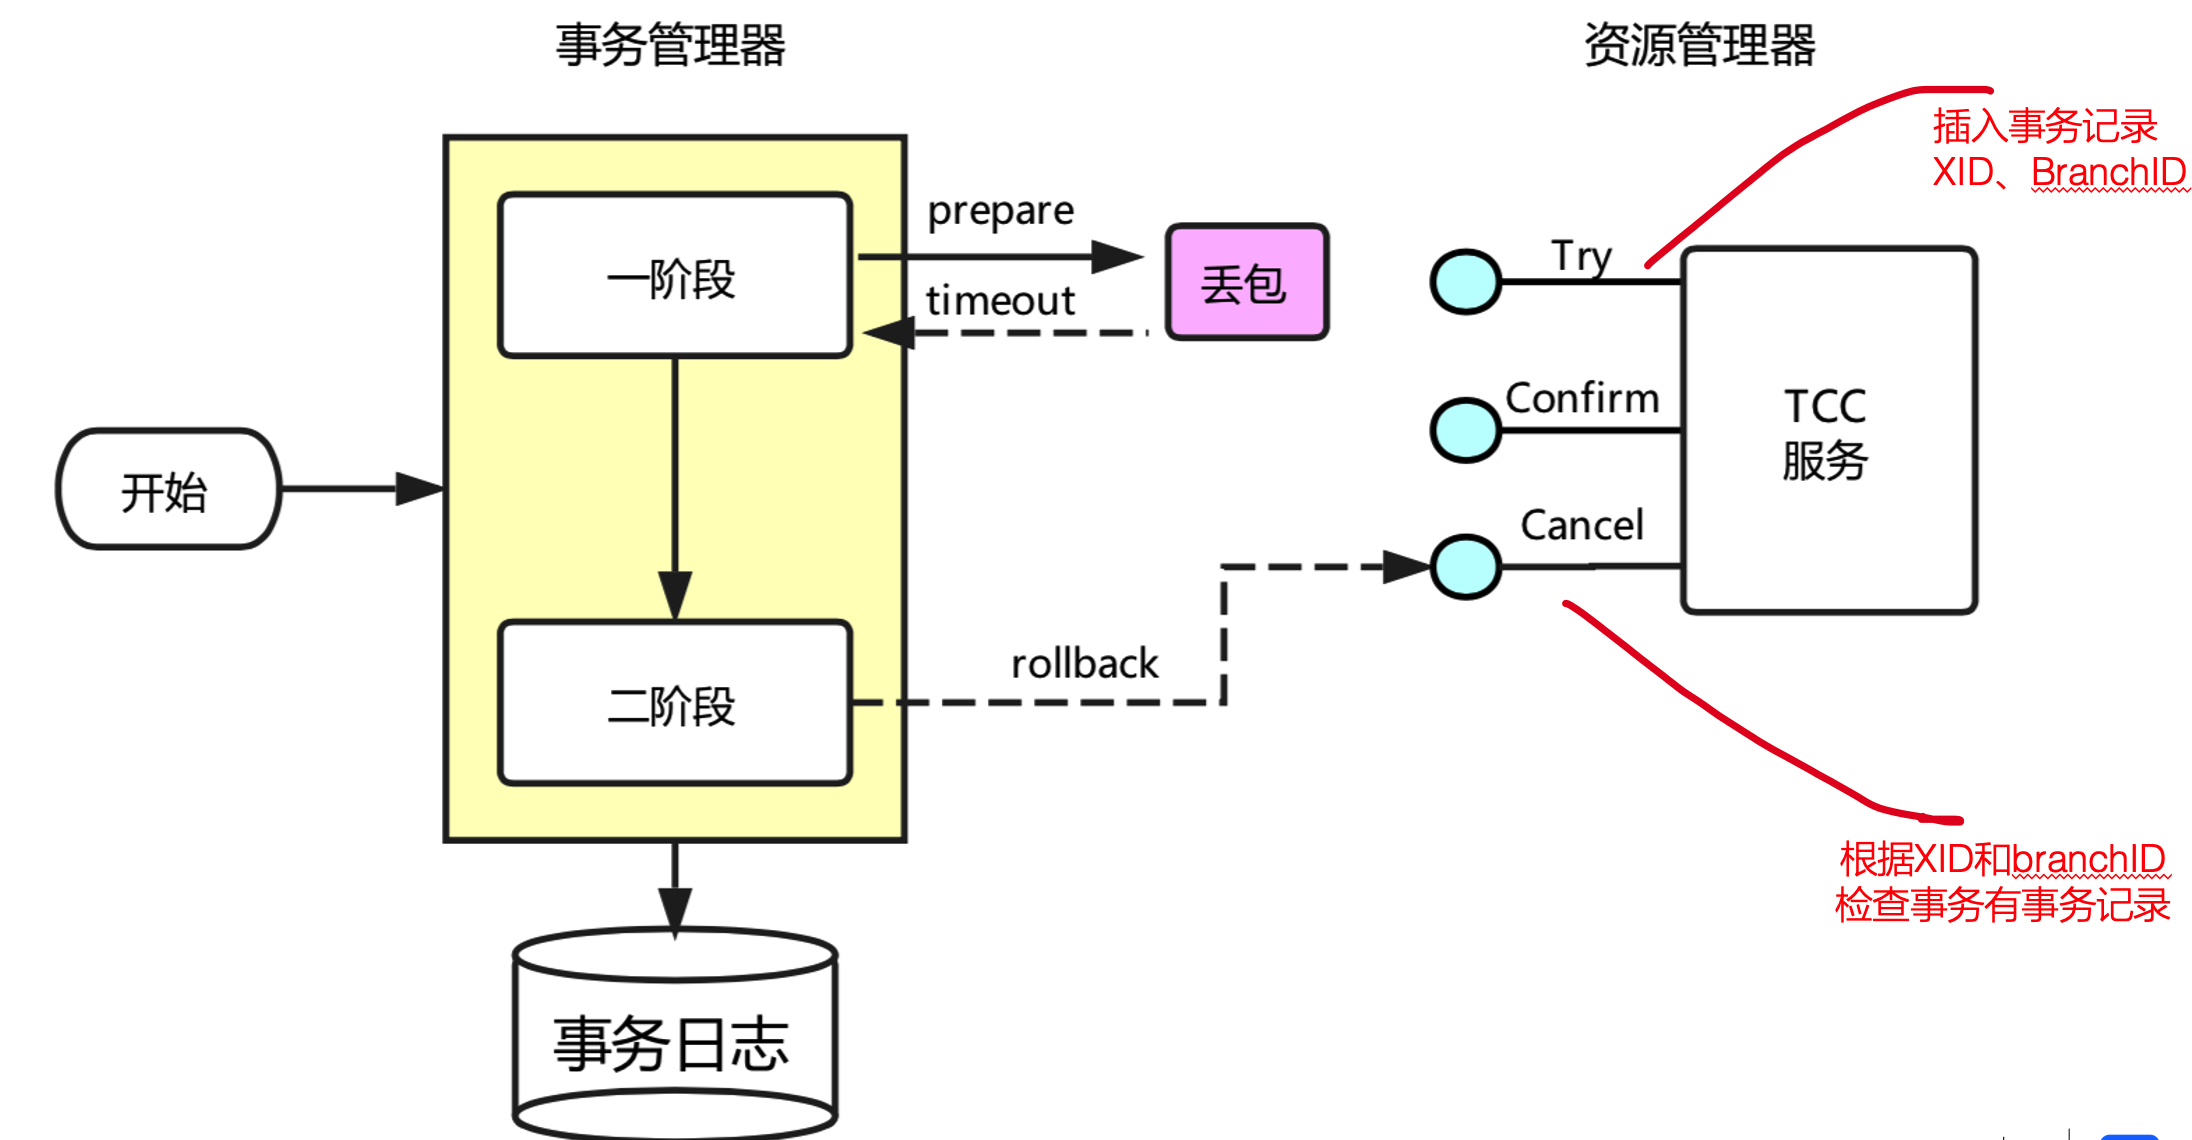 事务管理器
资源管理器
插入事务记录
XID、BranchID
prepare
丢包
timeout
一阶段
Try
Confirm
TCC
服务
开始
Cancel
rollback
二阶段
根据XID和branchID
检查事务有事务记录
事务日志